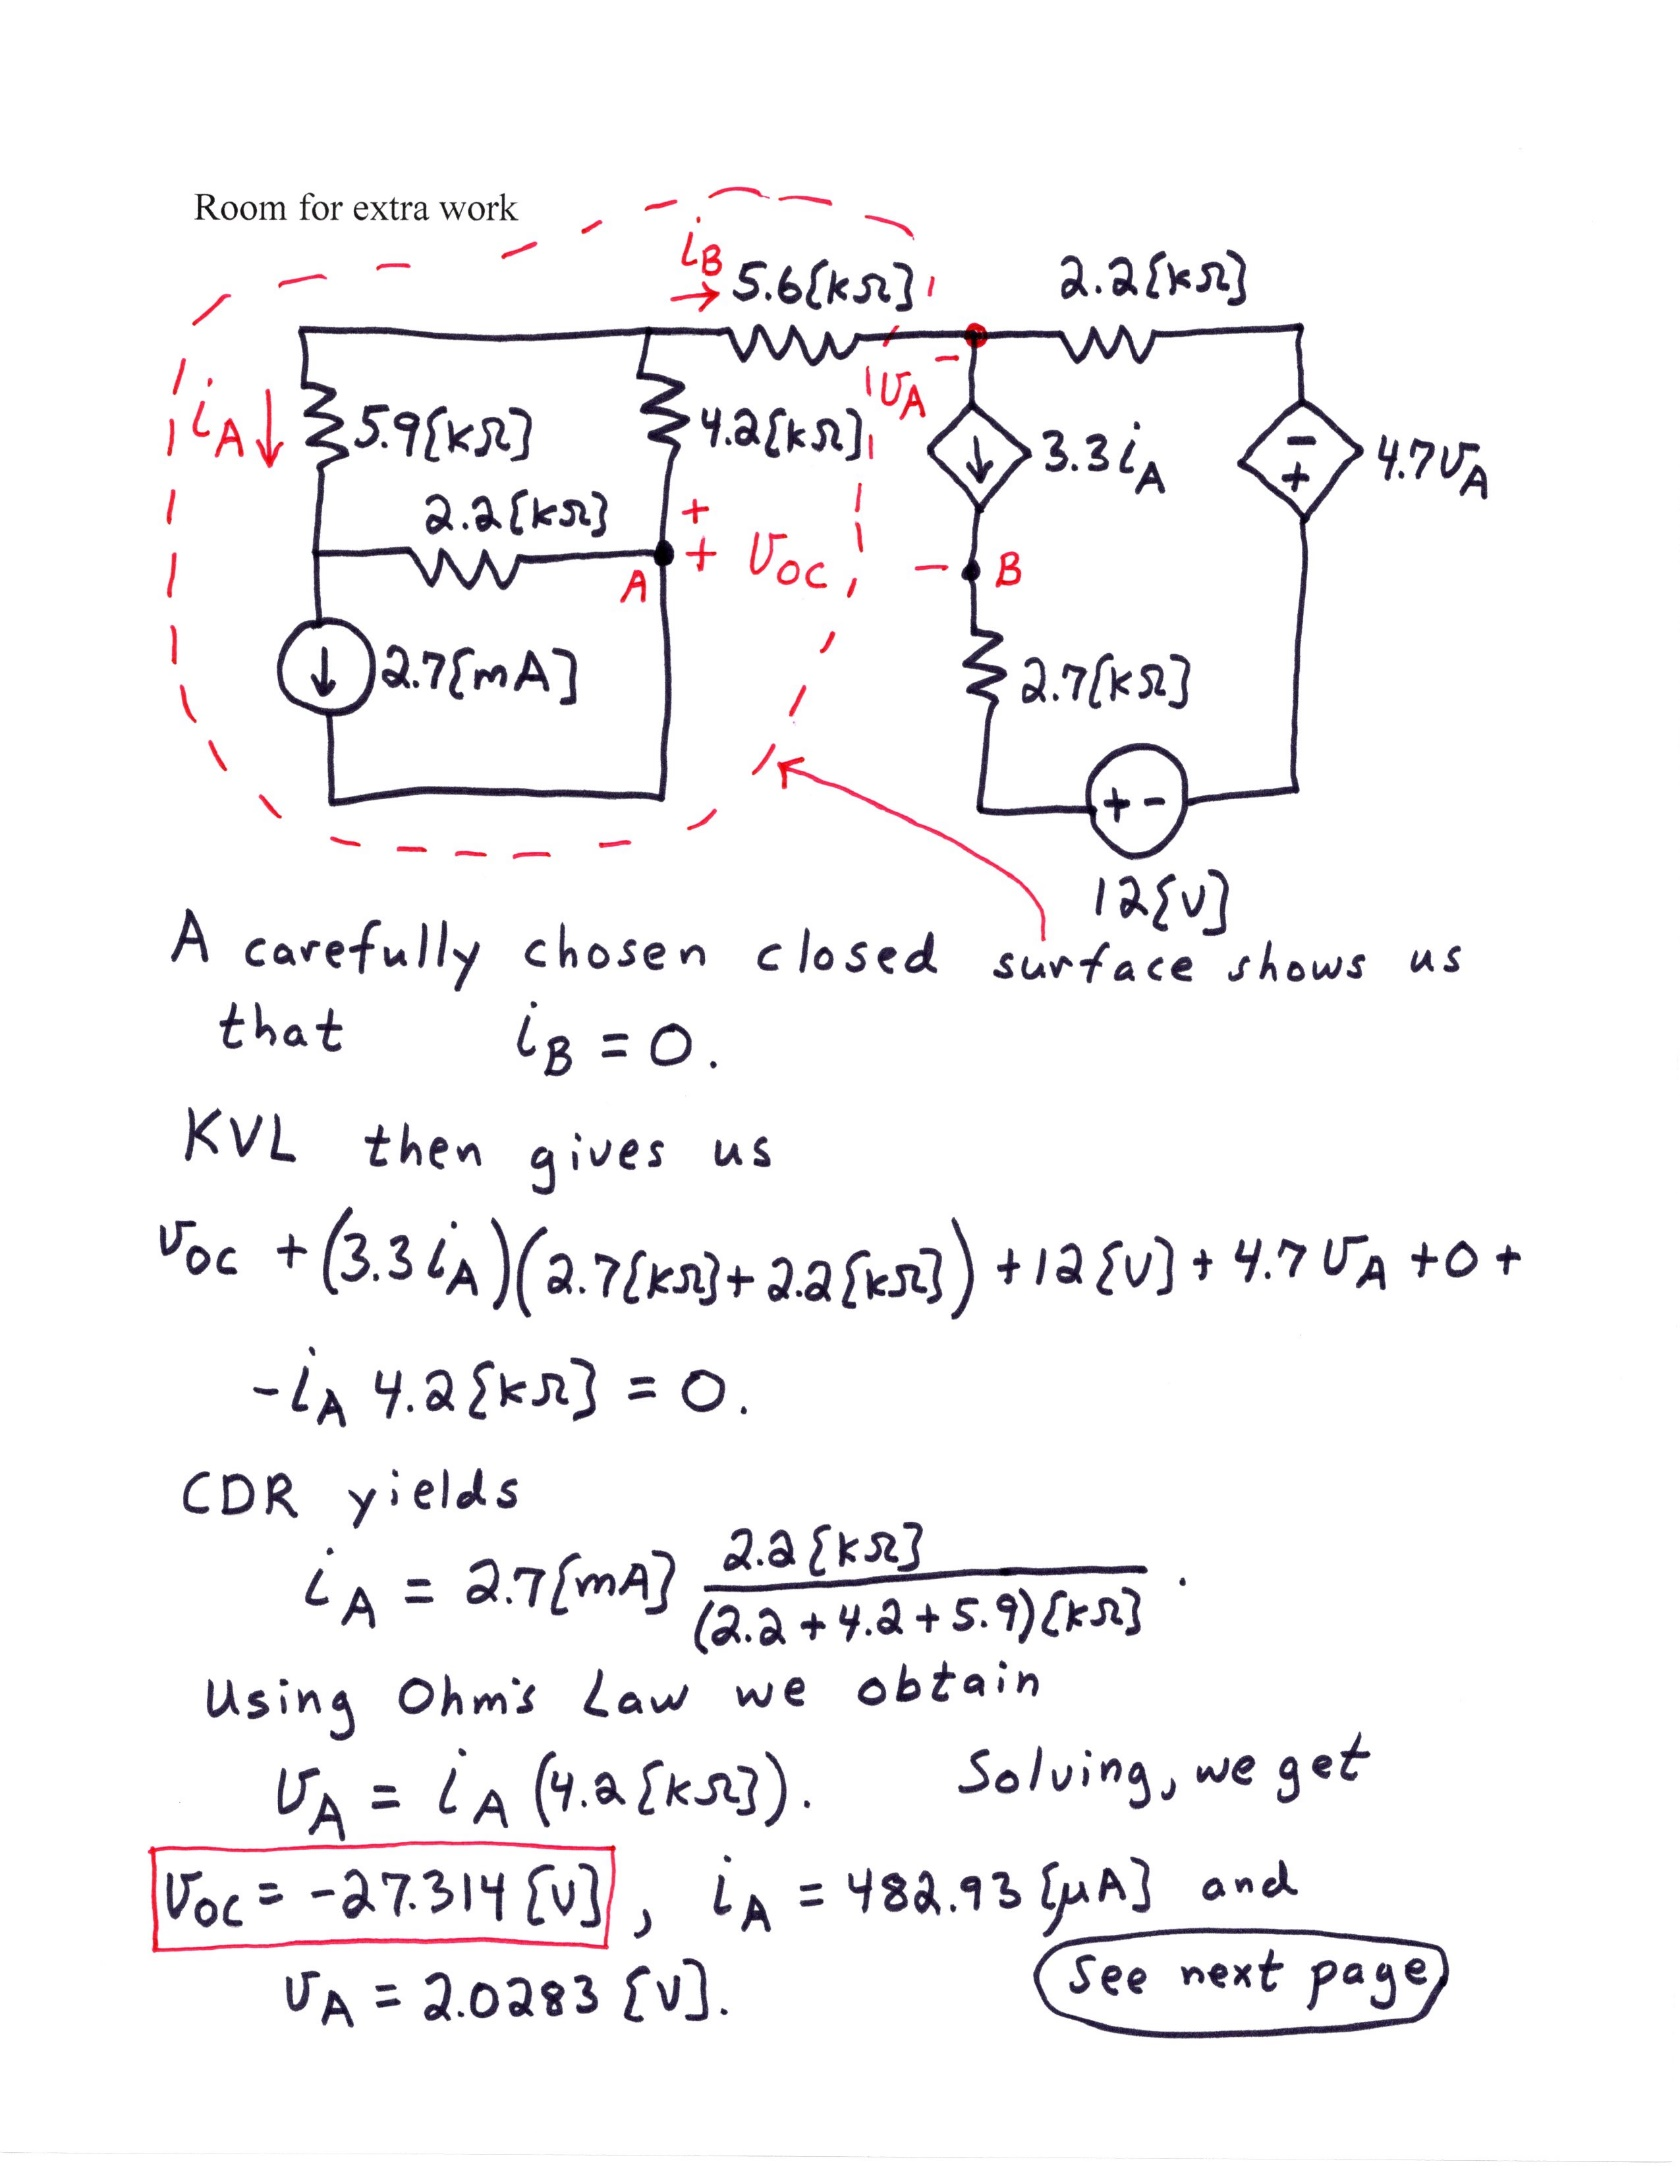 Room for extra work
iB
5.6[kΩ]
2.2[kΩ]
-
vA
iA
5.9[kΩ]
4.2[kΩ]
3.3iA
-
+
4.7vA
2.2[kΩ]
+
+ vOC -
A
B
2.7[mA]
2.7[kΩ]
+ -
12[V]
A carefully chosen closed surface shows us
that iB = 0.
KVL then gives us
vOC + (3.3iA)(2.7[kΩ]+2.2[kΩ]) +12[V]+ 4.7vA +0 +
-iA 4.2[kΩ] = 0.
CDR yields
iA = 2.7[mA] 2.2[kΩ] / (2.2+4.2+5.9)[kΩ] .
Using Ohm's Law we obtain
vA = iA (4.2[kΩ]). Solving, we get
vOC = -27.314[V] , iA = 482.93[μA] and
vA = 2.0283[V].
See next page